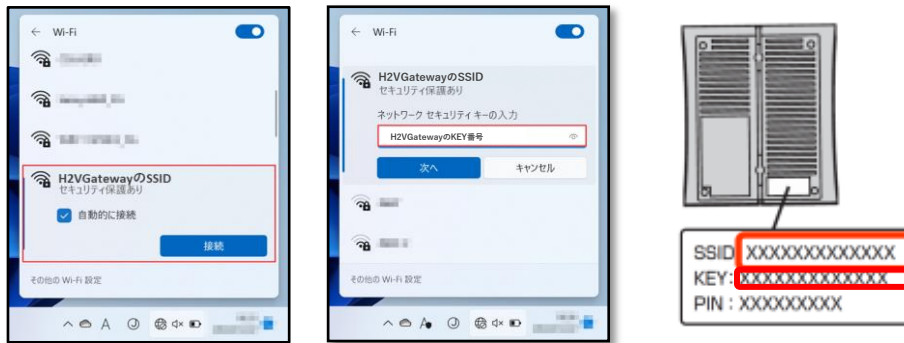 ← Wi-Fi
H2VGatewayのSSID
セキュリティ保護あり
自動的に接続
接続
その他の Wi-Fi 設定
A
← Wi-Fi
H2VGatewayのSSID
セキュリティ保護あり
ネットワーク セキュリティ キーの入力
H2VGatewayのKEY番号
次へ
キャンセル
その他の Wi-Fi 設定
A
SSID XXXXXXXXXXXXX
KEY: XXXXXXXXXXXXX
PIN : XXXXXXXXX